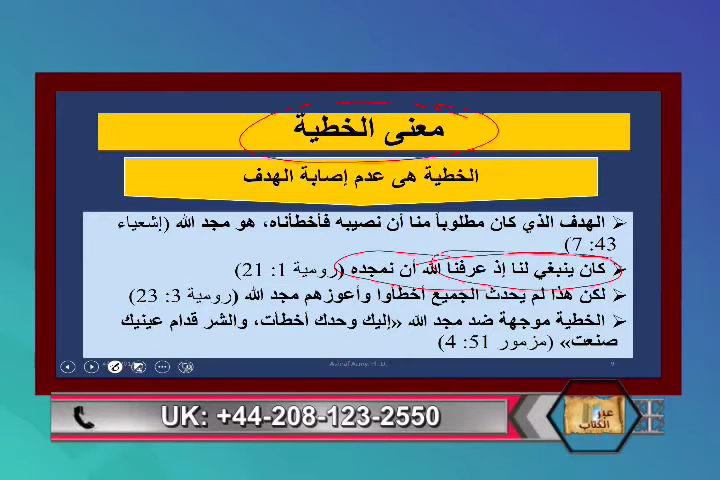 معنى الخطية
الخطية هى عدم إصابة الهدف
الهدف الذي كان مطلوباً منا أن نصيبه فأخطأناه، هو مجد الله (إشعياء
43: 7)
كان ينبغي لنا إذ عرفنا الله أن نمجده (رومية 1: 21)
لكن هذا لم يحدث الجميع أخطأوا وأعوزهم مجد الله (رومية 3: 23)
الخطية موجهة ضد مجد الله «إليك وحدك أخطأت، والشر قدام عينيك
صنعت» (مزمور 51: 4)
9
UK: +44-208-123-2550
عبر
الكتاب